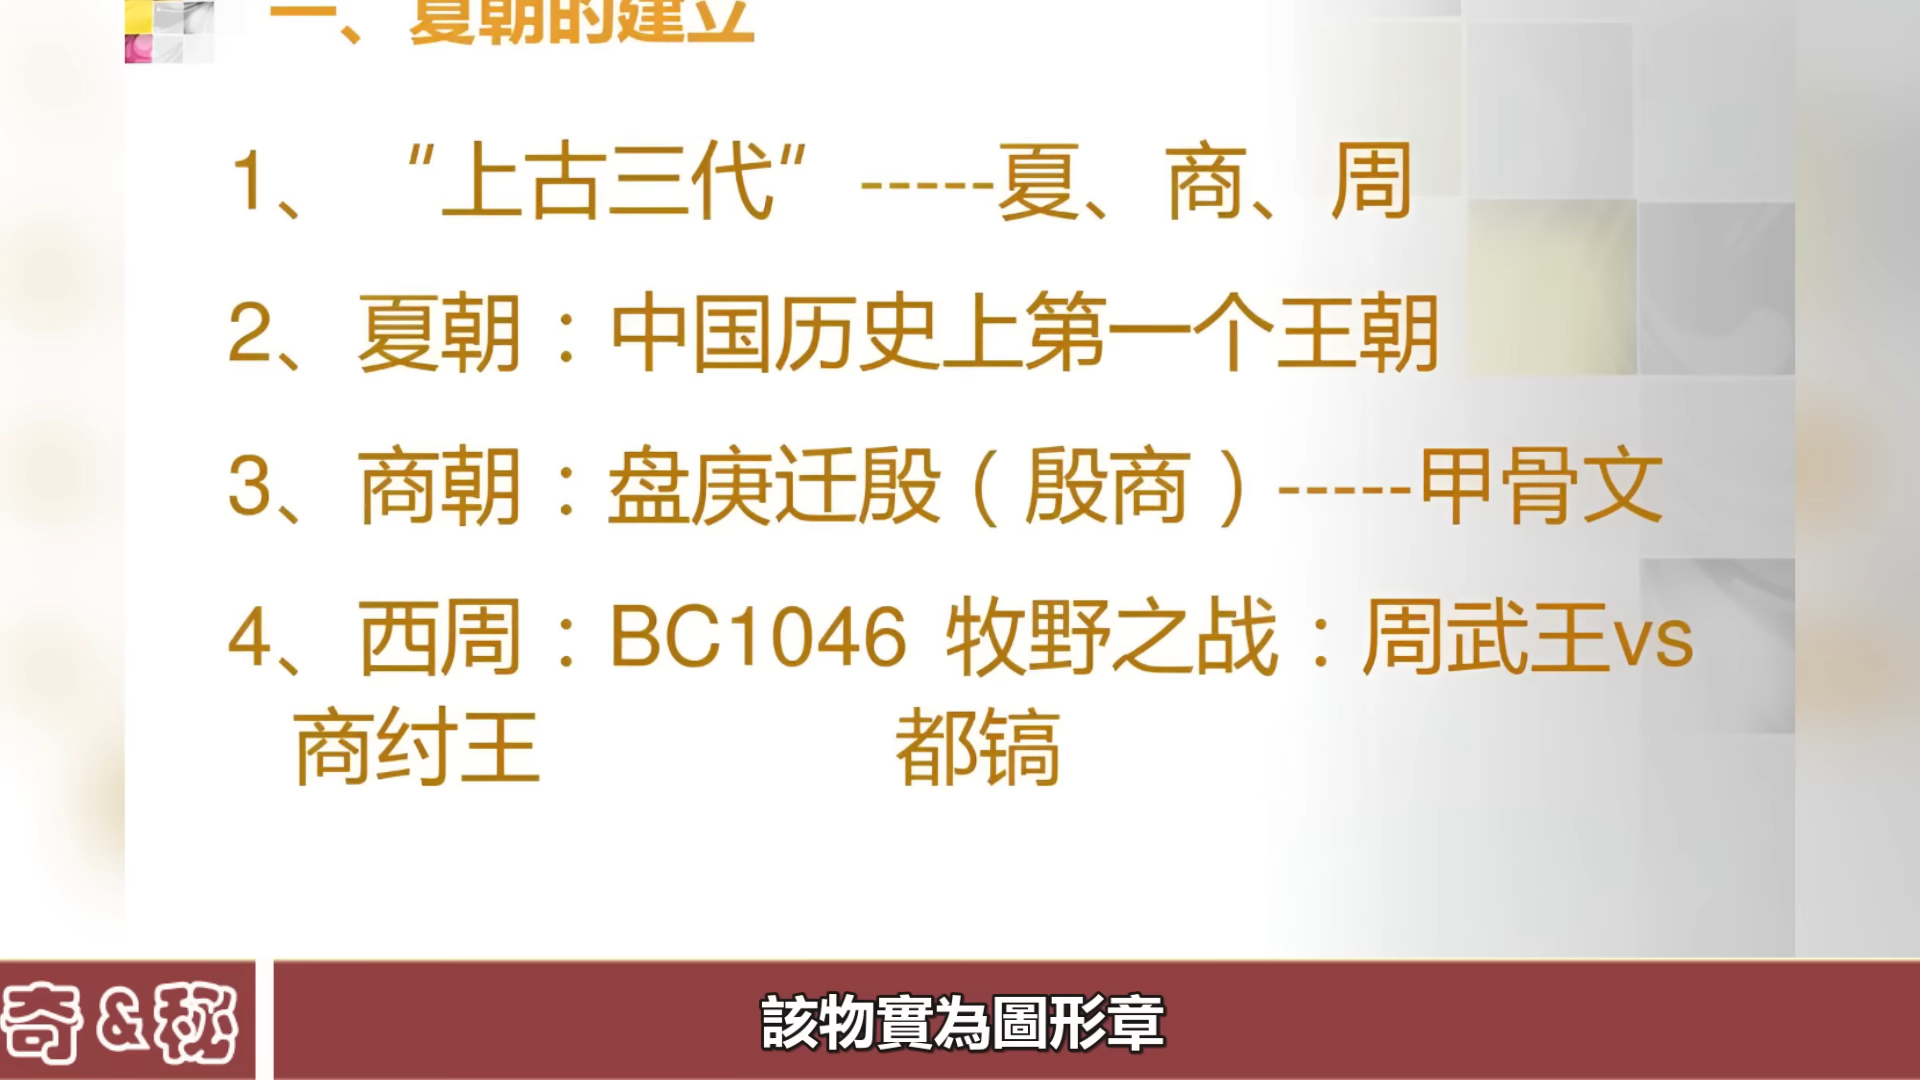 一、夏朝的建立
1、 “上古三代” -----夏、商、周
2、夏朝：中国历史上第一个王朝
3、商朝：盘庚迁殷（殷商）-----甲骨文
4、西周：BC1046 牧野之战：周武王vs
商纣王 都镐
奇&秘
該物實為圖形章